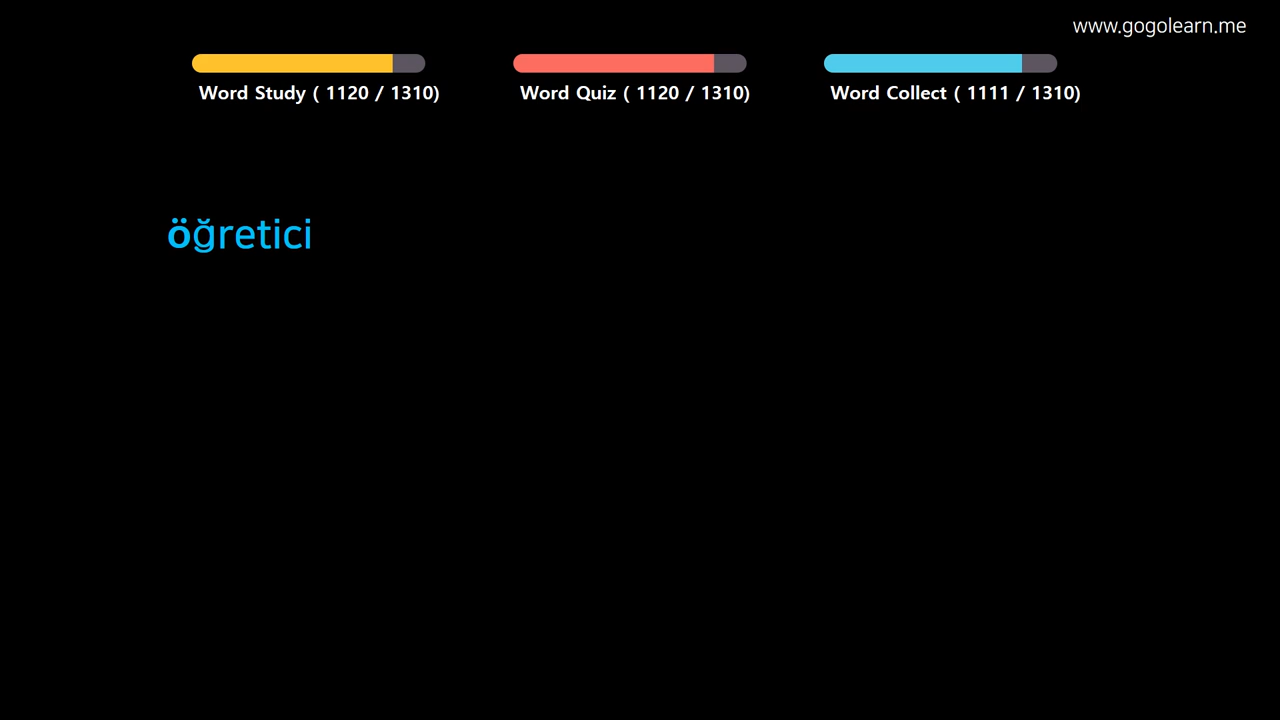 www.gogolearn.me
Word Study ( 1120 / 1310)
Word Quiz ( 1120 / 1310)
Word Collect ( 1111 / 1310)
öğretici